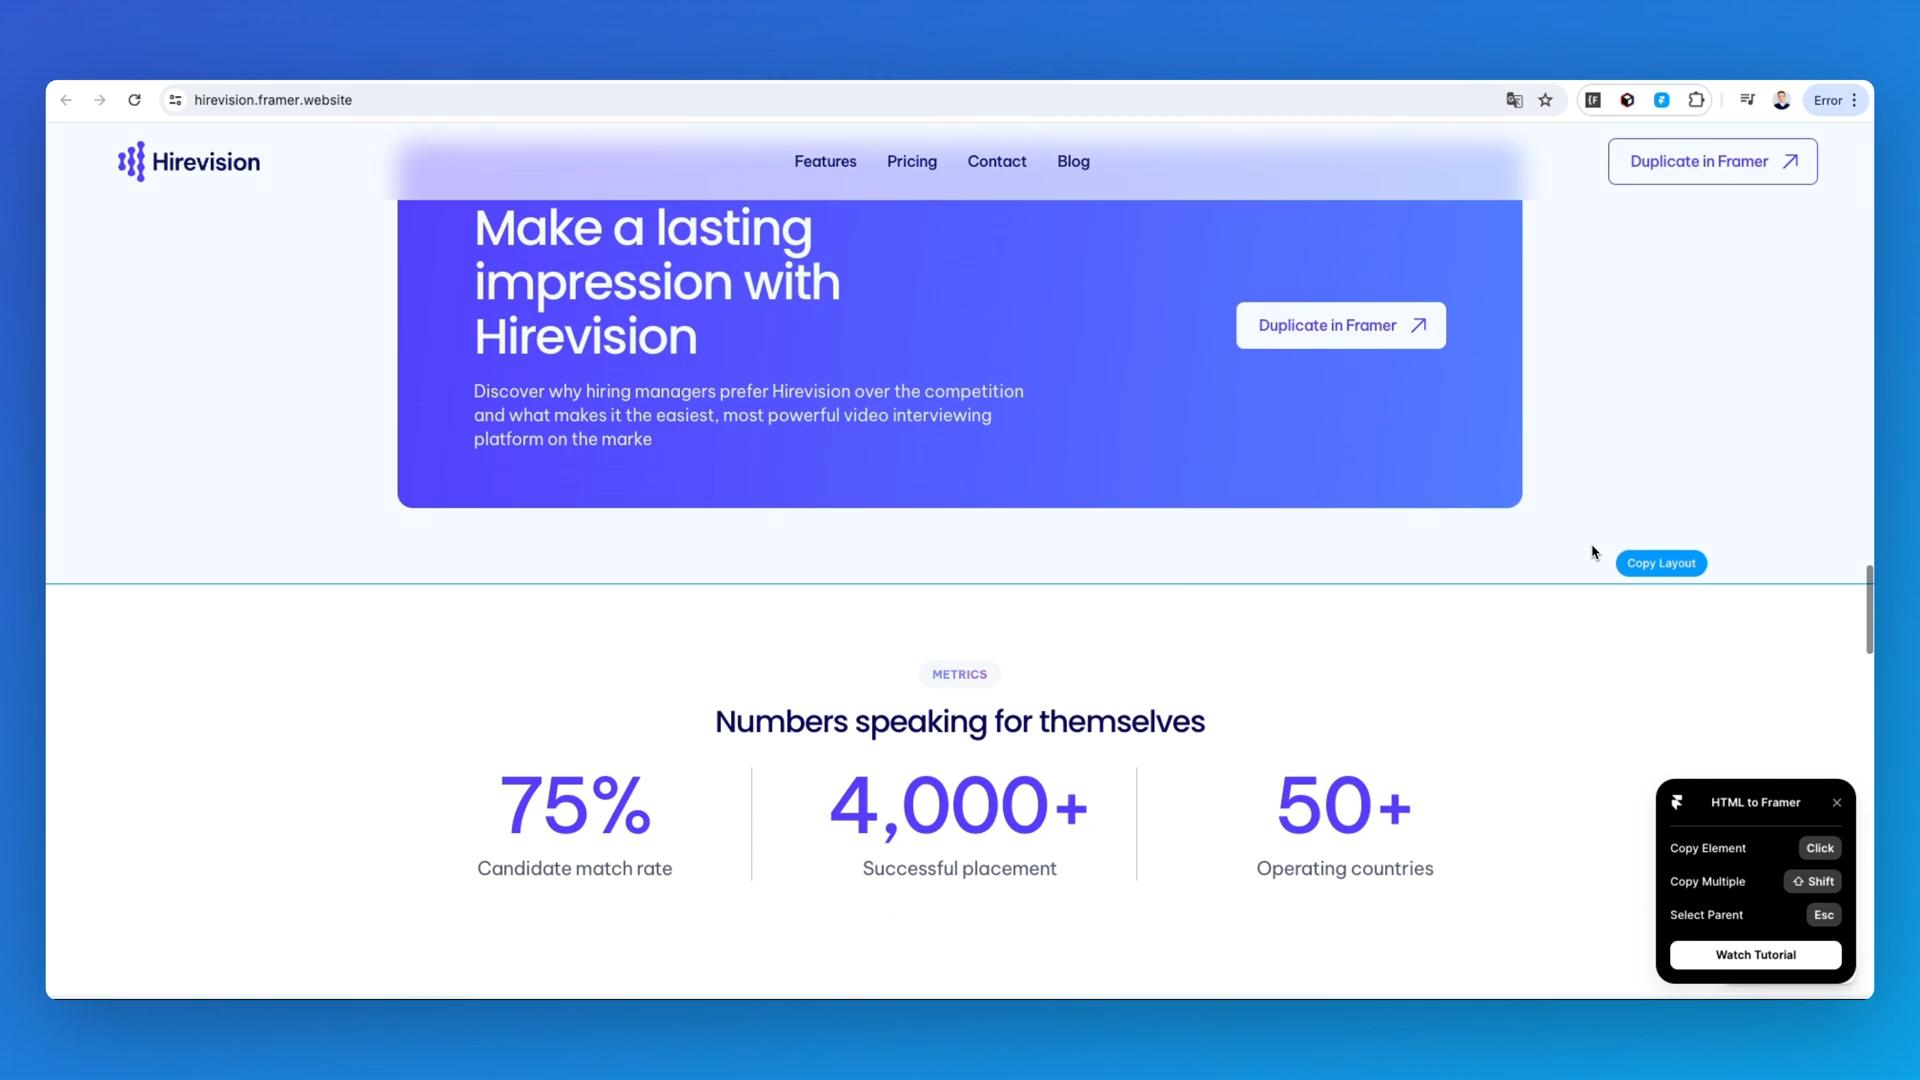 hirevision.framer.website
Error
Hirevision
Features
Pricing
Contact
Blog
Duplicate in Framer
Make a lasting
impression with
Hirevision
Duplicate in Framer
Discover why hiring managers prefer Hirevision over the competition
and what makes it the easiest, most powerful video interviewing
platform on the marke
Copy Layout
METRICS
Numbers speaking for themselves
75%
Candidate match rate
4,000+
Successful placement
50+
Operating countries
HTML to Framer
Copy Element
Click
Copy Multiple
Shift
Select Parent
Esc
Watch Tutorial